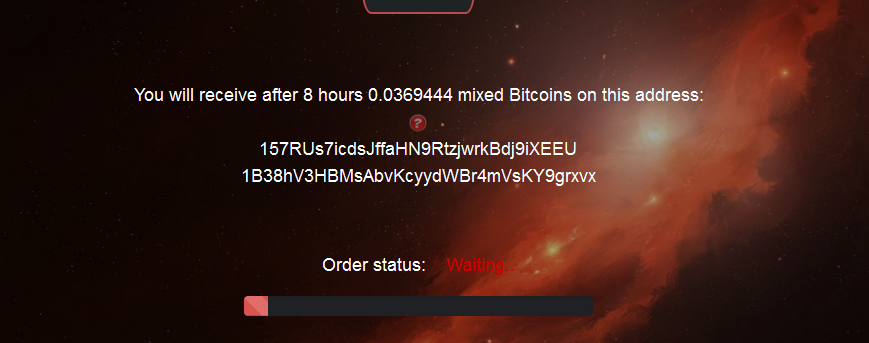 You will receive after 8 hours 0.0369444 mixed Bitcoins on this address:
?
157RUs7icdsJffaHN9RtzjwrkBdj9iXEEU
1B38hV3HBMsAbvKcyydWBr4mVsKY9grxvx
Order status: Waiting..